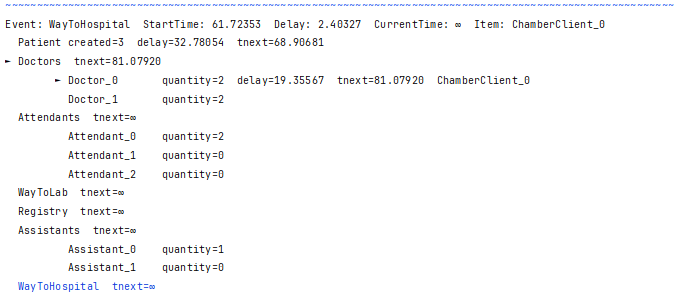 ~~~~~~~~~~~~~~~~~~~~~~~~~~~~~~~~~~~~~~~~~~~~~~~~~~~~~~~~~~~~~~~~~~~~~~~~~~~~~~~~~~~~~~~~~~~~~~~~~~~~~~~~~~~
Event: WayToHospital  StartTime: 61.72353  Delay: 2.40327  CurrentTime: ∞  Item: ChamberClient_0
  Patient created=3  delay=32.78054  tnext=68.90681
► Doctors  tnext=81.07920
        ► Doctor_0       quantity=2  delay=19.35567  tnext=81.07920  ChamberClient_0
          Doctor_1       quantity=2
  Attendants  tnext=∞
          Attendant_0    quantity=2
          Attendant_1    quantity=0
          Attendant_2    quantity=0
  WayToLab  tnext=∞
  Registry  tnext=∞
  Assistants  tnext=∞
          Assistant_0    quantity=1
          Assistant_1    quantity=0
  WayToHospital  tnext=∞